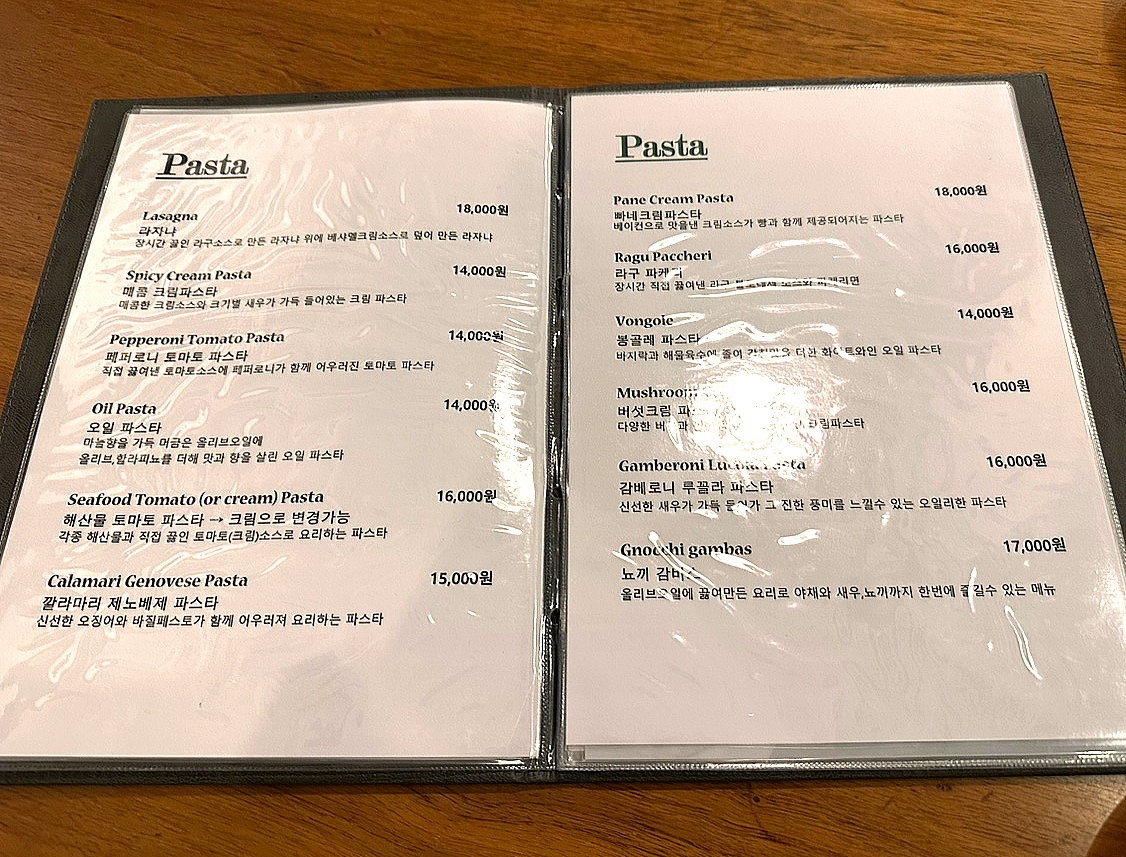 Pasta
Lasagna 18,000원
라자냐
장시간 끓인 라구소스로 만든 라자냐 위에 베샤멜크림소스로 덮어 만든 라자냐
Spicy Cream Pasta 14,000원
매콤 크림파스타
매콤한 크림소스와 크기별 새우가 가득 들어있는 크림 파스타
Pepperoni Tomato Pasta 14,000원
페퍼로니 토마토 파스타
직접 끓여낸 토마토소스에 페퍼로니가 함께 어우러진 토마토 파스타
Oil Pasta 14,000원
오일 파스타
마늘향을 가득 머금은 올리브오일에
올리브,할라피뇨를 더해 맛과 향을 살린 오일 파스타
Seafood Tomato (or cream) Pasta 16,000원
해산물 토마토 파스타 → 크림으로 변경가능
각종 해산물과 직접 끓인 토마토(크림)소스로 요리하는 파스타
Calamari Genovese Pasta 15,000원
깔라마리 제노베제 파스타
신선한 오징어와 바질페스토가 함께 어우러져 요리하는 파스타
Pasta
Pane Cream Pasta 18,000원
빠네크림파스타
베이컨으로 맛을낸 크림소스가 빵과 함께 제공되어지는 파스타
Ragu Paccheri 16,000원
라구 파케리
장시간 직접 끓여낸 라구
Vongoie 14,000원
봉골레 파스타
바지락과 해물육수에 졸여 감칠맛을 더한 화이트와인 오일 파스타
Mushroom 16,000원
버섯크림
다양한
Gamberoni Lucola Pasta 16,000원
감베로니 루꼴라 파스타
신선한 새우가 가득 들어가 그 진한 풍미를 느낄수 있는 오일리한 파스타
Gnocchi gambas 17,000원
뇨끼 감바스
올리브오일에 끓여만든 요리로 야채와 새우,뇨끼까지 한번에 즐길수 있는 메뉴